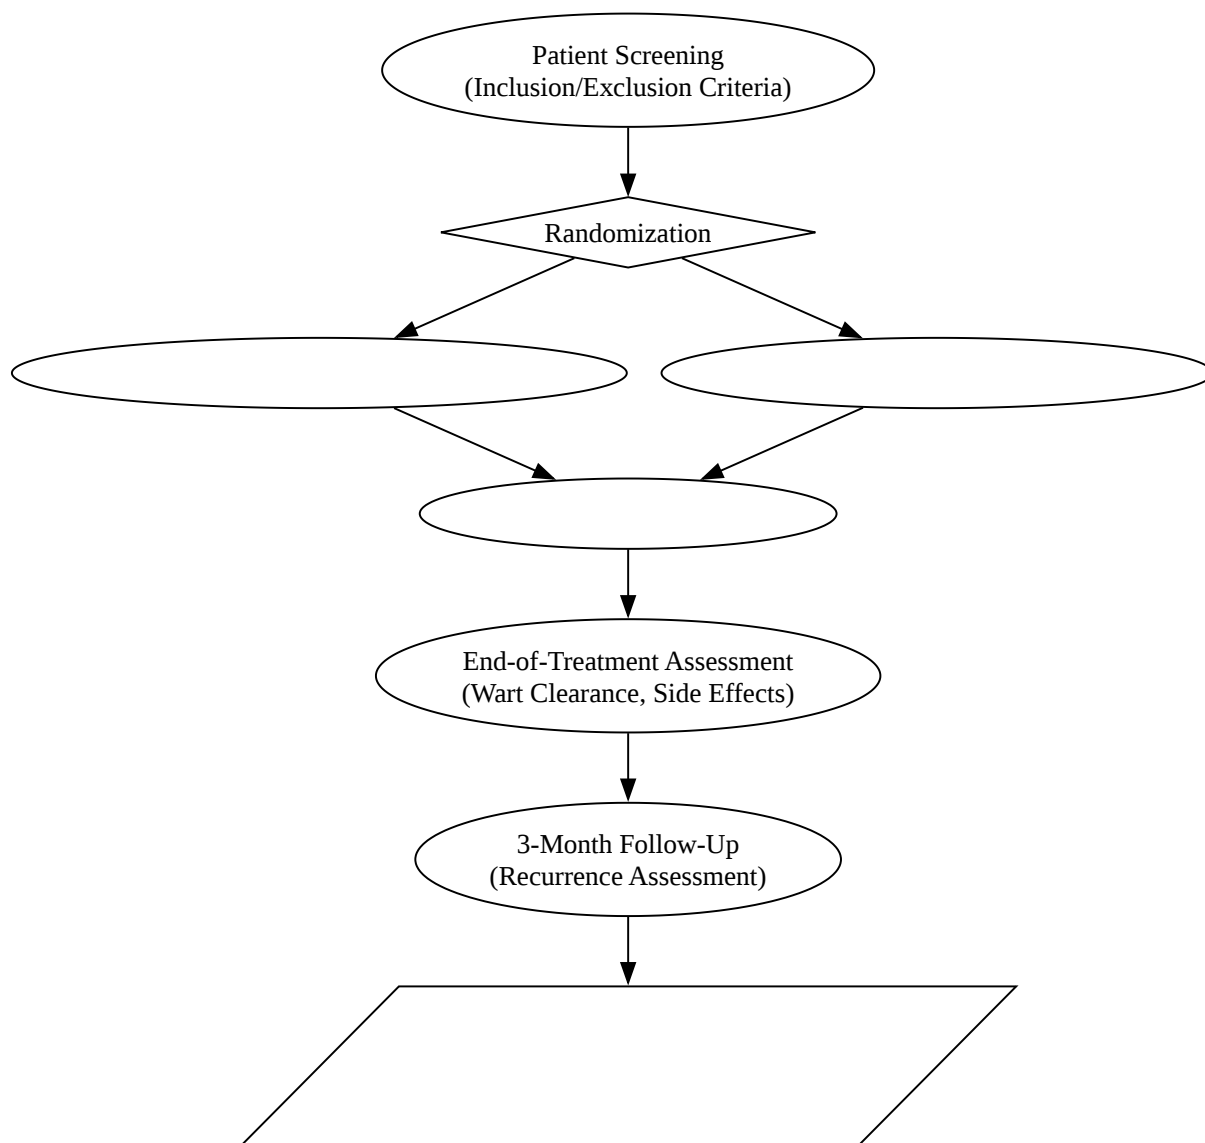 Patient Screening
(Inclusion/Exclusion Criteria)
Randomization
End-of-Treatment Assessment
(Wart Clearance, Side Effects)
3-Month Follow-Up
(Recurrence Assessment)